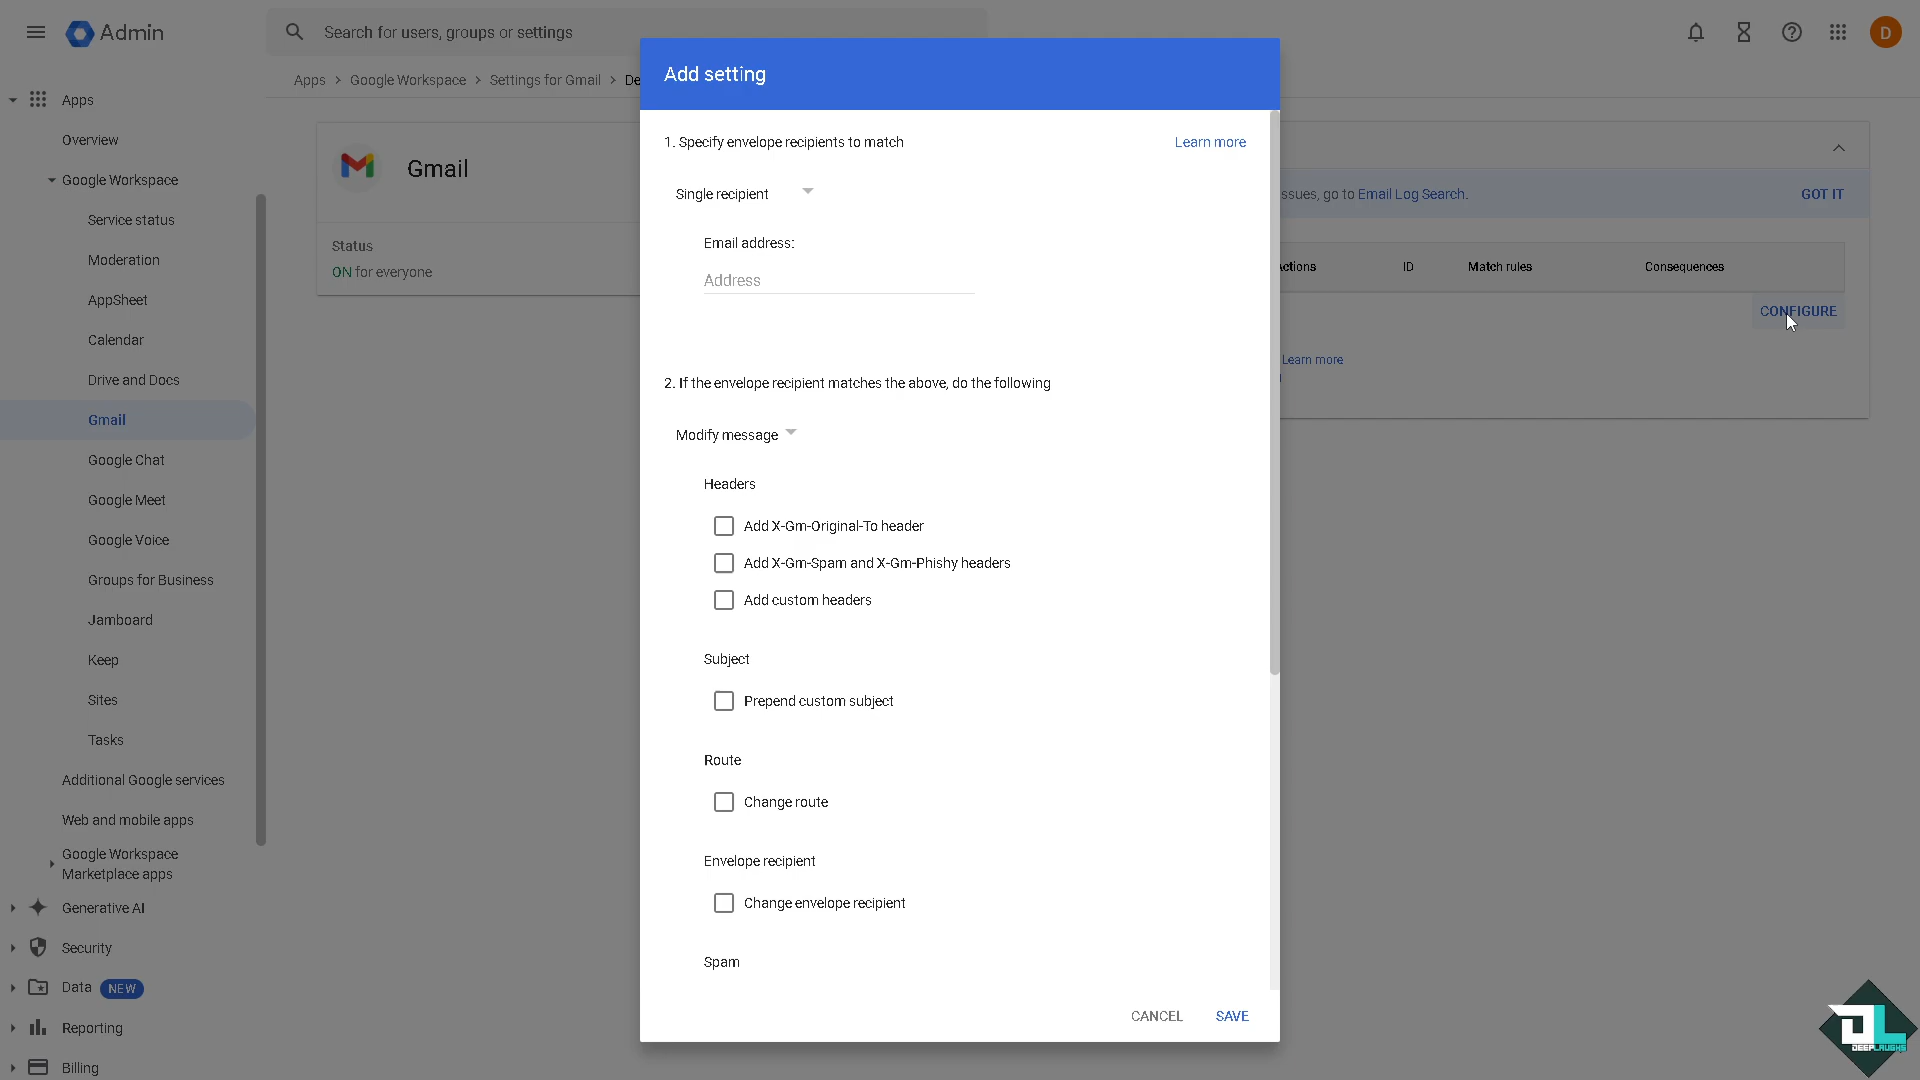 Admin
Search for users, groups or settings
D
Apps > Google Workspace > Settings for Gmail > De
Apps
Overview
Google Workspace
Service status
Moderation
AppSheet
Calendar
Drive and Docs
Gmail
Google Chat
Google Meet
Google Voice
Groups for Business
Jamboard
Keep
Sites
Tasks
Additional Google services
Web and mobile apps
Google Workspace
Marketplace apps
Generative AI
Security
Data NEW
Reporting
Billing
Gmail
Status
ON for everyone
Add setting
1. Specify envelope recipients to match
Learn more
Single recipient
Email address:
Address
2. If the envelope recipient matches the above, do the following
Modify message
Headers
Add X-Gm-Original-To header
Add X-Gm-Spam and X-Gm-Phishy headers
Add custom headers
Subject
Prepend custom subject
Route
Change route
Envelope recipient
Change envelope recipient
Spam
CANCEL SAVE
ssues, go to Email Log Search.
GOT IT
ctions ID Match rules Consequences
CONFIGURE
Learn more
DL
DEEPLAUGHS